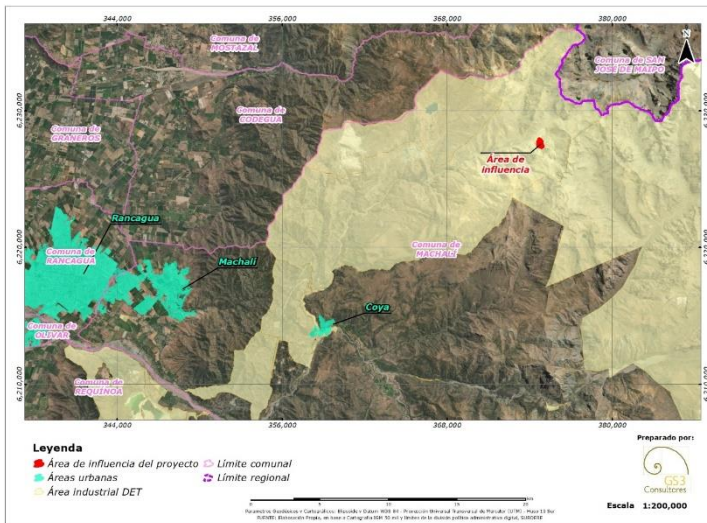 344,000
356,000
368,000
380,000
N
Comuna de
MOSTAZAL
Comuna de SAN
JOSÉ DE MAIPO
Comuna de
CODEGUA
6,230,000
6,230,000
Comuna de
GRANEROS
Área de
influencia
Rancagua
6,220,000
6,220,000
Comuna de
RANCAGUA
Machalí
Comuna de
MACHALÍ
Coya
Comuna de
OLIVAR
Comuna de
REQUINOA
6,210,000
6,210,000
344,000
356,000
368,000
380,000
Leyenda
Área de influencia del proyecto
Límite comunal
Áreas urbanas
Límite regional
Área industrial DET
Preparado por:
GS3
Consultores
Escala 1:200,000